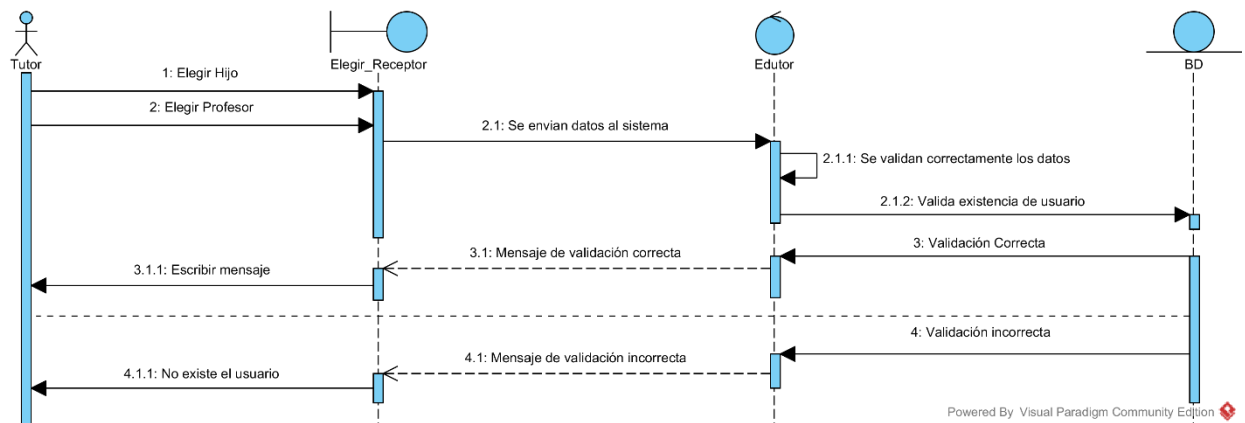 Tutor
Elegir_Receptor
Edutor
BD
1: Elegir Hijo
2: Elegir Profesor
2.1: Se envian datos al sistema
2.1.1: Se validan correctamente los datos
2.1.2: Valida existencia de usuario
3: Validación Correcta
3.1: Mensaje de validación correcta
3.1.1: Escribir mensaje
4: Validación incorrecta
4.1: Mensaje de validación incorrecta
4.1.1: No existe el usuario
Powered By Visual Paradigm Community Edition